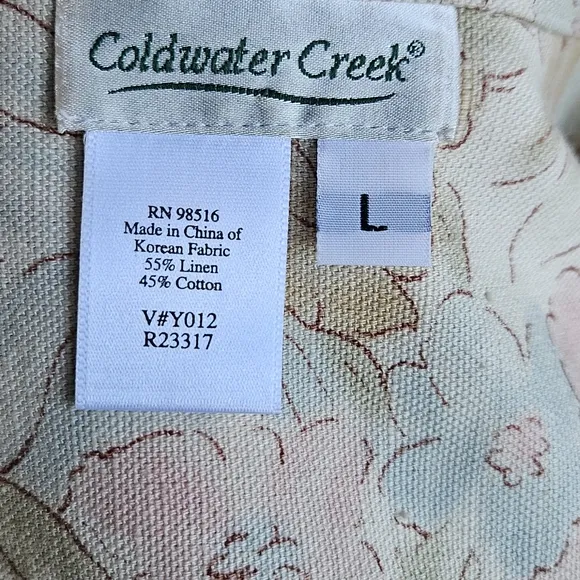 Coldwater Creek®
L
RN 98516
Made in China of
Korean Fabric
55% Linen
45% Cotton
V#Y012
R23317